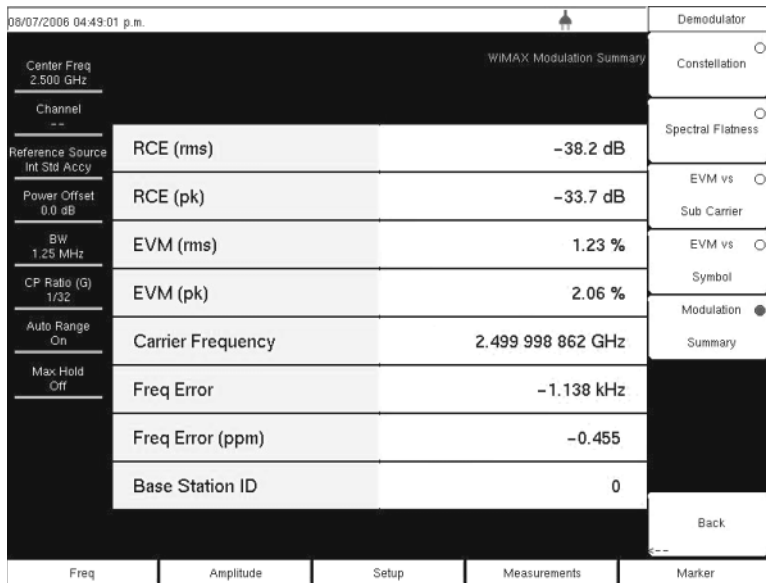 08/07/2006 04:49:01 p.m.
WiMAX Modulation Summary
Center Freq
2.500 GHz
Channel
--
Reference Source
Int Std Accy
Power Offset
0.0 dB
BW
1.25 MHz
CP Ratio (G)
1/32
Auto Range
On
Max Hold
Off
RCE (rms) -38.2 dB
RCE (pk) -33.7 dB
EVM (rms) 1.23 %
EVM (pk) 2.06 %
Carrier Frequency 2.499 998 862 GHz
Freq Error -1.138 kHz
Freq Error (ppm) -0.455
Base Station ID 0
Demodulator
Constellation
Spectral Flatness
EVM vs
Sub Carrier
EVM vs
Symbol
Modulation
Summary
Back
<--
Freq Amplitude Setup Measurements Marker